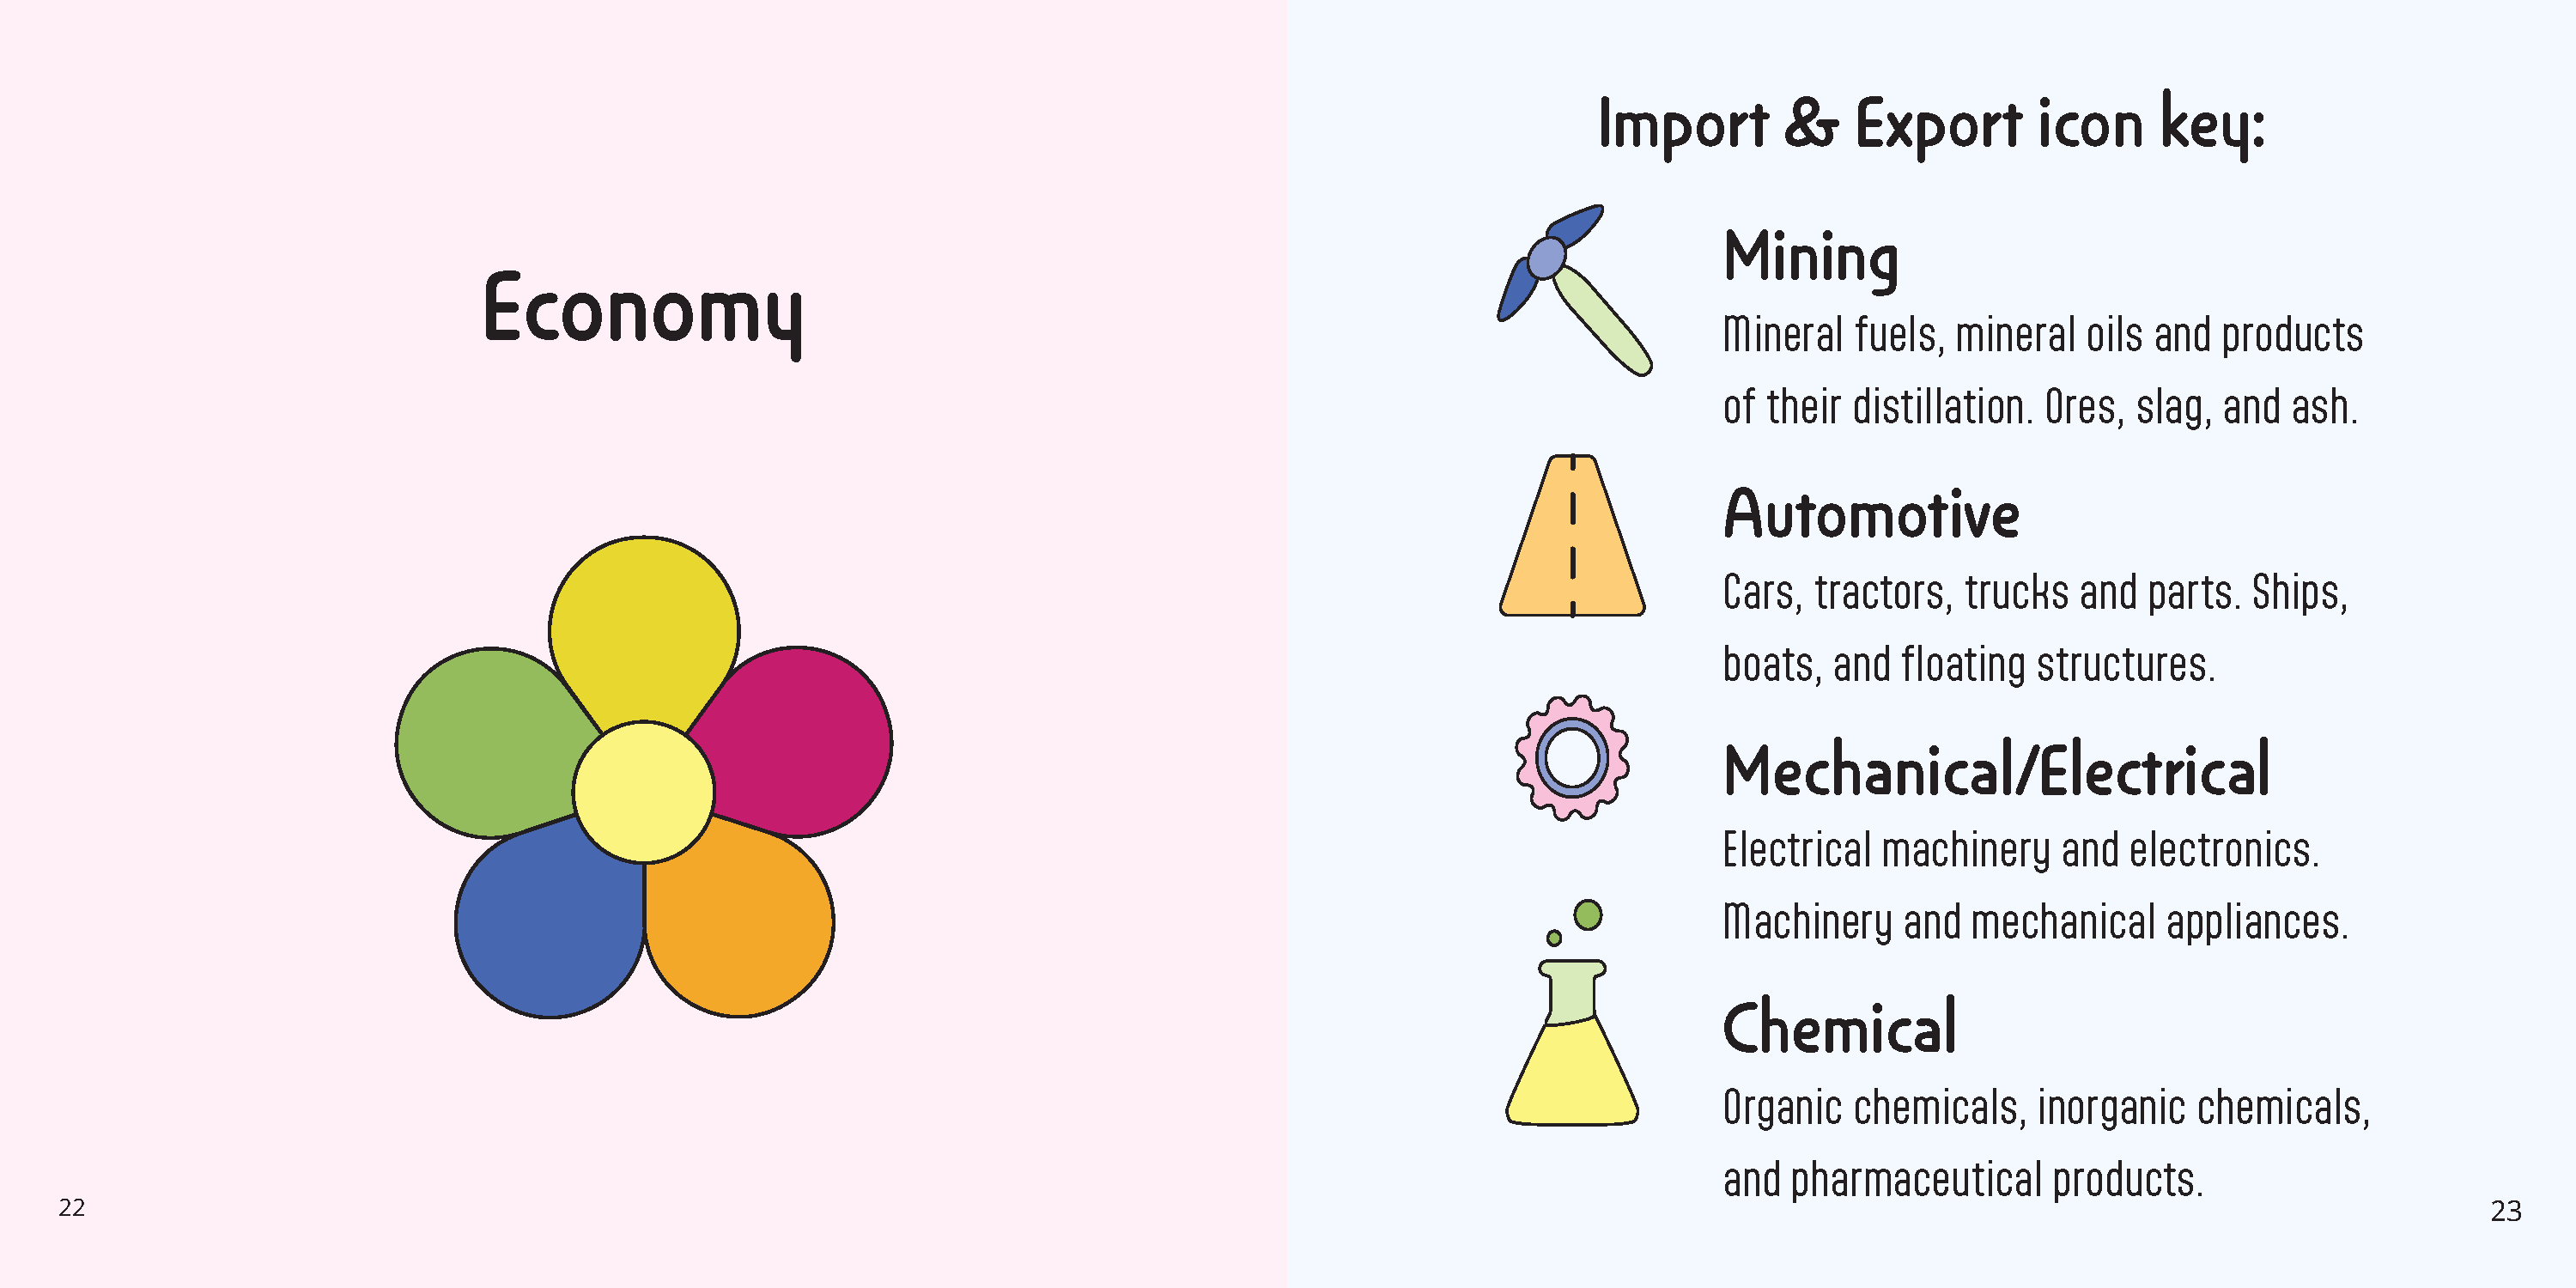 Economy
22
Import & Export icon key:
Mining
Mineral fuels, mineral oils and products
of their distillation. Ores, slag, and ash.
Automotive
Cars, tractors, trucks and parts. Ships,
boats, and floating structures.
Mechanical/Electrical
Electrical machinery and electronics.
Machinery and mechanical appliances.
Chemical
Organic chemicals, inorganic chemicals,
and pharmaceutical products.
23